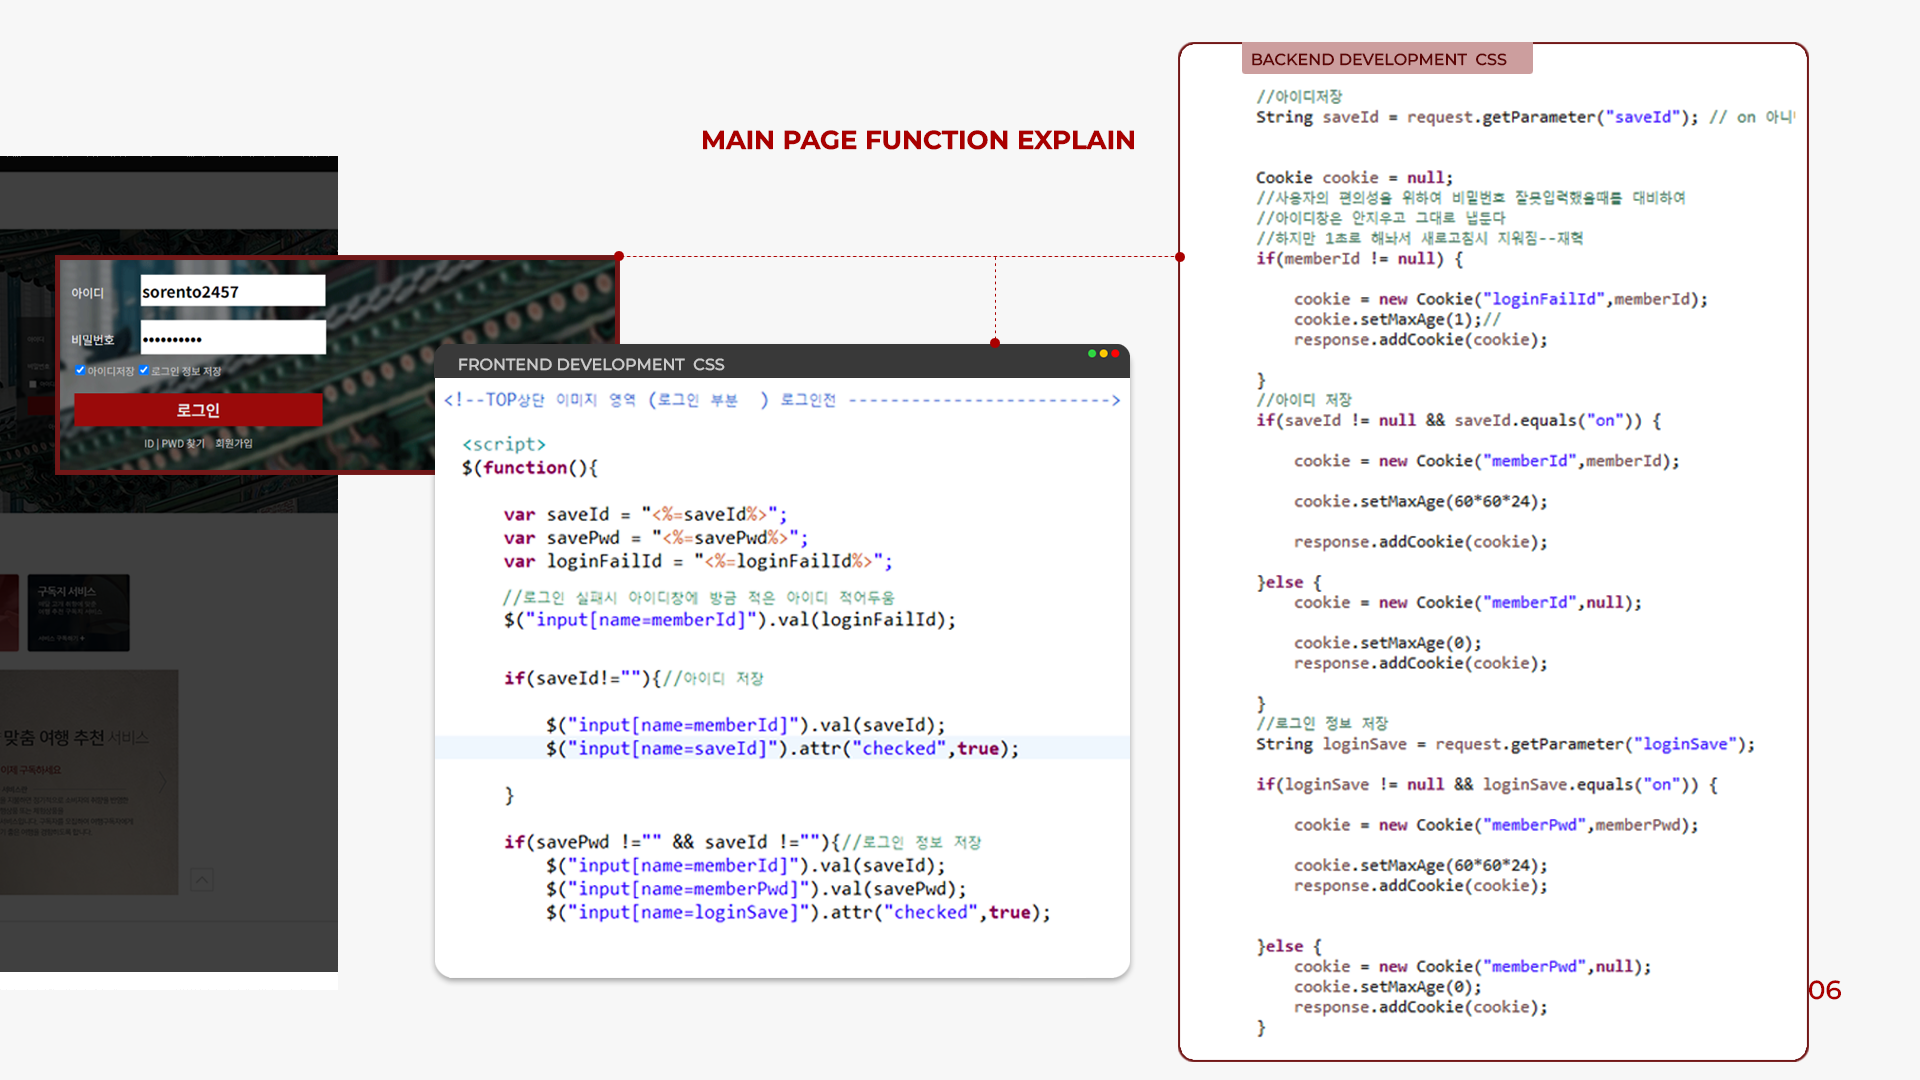 MAIN PAGE FUNCTION EXPLAIN
아이디
sorento2457
비밀번호
••••••••••
아이디저장 로그인 정보 저장
로그인
ID | PWD 찾기 회원가입
구독지 서비스
맞춤 여행 추천 서비스
이제 구독하세요
FRONTEND DEVELOPMENT CSS
<!--TOP상단 이미지 영역 (로그인 부분  ) 로그인전 ------------------------->
<script>
$(function(){
var saveId = "<%=saveId%>";
var savePwd = "<%=savePwd%>";
var loginFailId = "<%=loginFailId%>";
//로그인 실패시 아이디창에 방금 적은 아이디 적어두움
$("input[name=memberId]").val(loginFailId);
if(saveId!=""){//아이디 저장
$("input[name=memberId]").val(saveId);
$("input[name=saveId]").attr("checked",true);
}
if(savePwd !="" && saveId !=""){//로그인 정보 저장
$("input[name=memberId]").val(saveId);
$("input[name=memberPwd]").val(savePwd);
$("input[name=loginSave]").attr("checked",true);
BACKEND DEVELOPMENT CSS
//아이디저장
String saveId = request.getParameter("saveId"); // on 아니
Cookie cookie = null;
//사용자의 편의성을 위하여 비밀번호 잘못입력했을때를 대비하여
//아이디창은 안지우고 그대로 냅둔다
//하지만 1초로 해놔서 새로고침시 지워짐--재혁
if(memberId != null) {
cookie = new Cookie("loginFailId",memberId);
cookie.setMaxAge(1);//
response.addCookie(cookie);
}
//아이디 저장
if(saveId != null && saveId.equals("on")) {
cookie = new Cookie("memberId",memberId);
cookie.setMaxAge(60*60*24);
response.addCookie(cookie);
}else {
cookie = new Cookie("memberId",null);
cookie.setMaxAge(0);
response.addCookie(cookie);
}
//로그인 정보 저장
String loginSave = request.getParameter("loginSave");
if(loginSave != null && loginSave.equals("on")) {
cookie = new Cookie("memberPwd",memberPwd);
cookie.setMaxAge(60*60*24);
response.addCookie(cookie);
}else {
cookie = new Cookie("memberPwd",null);
cookie.setMaxAge(0);
response.addCookie(cookie);
}
06